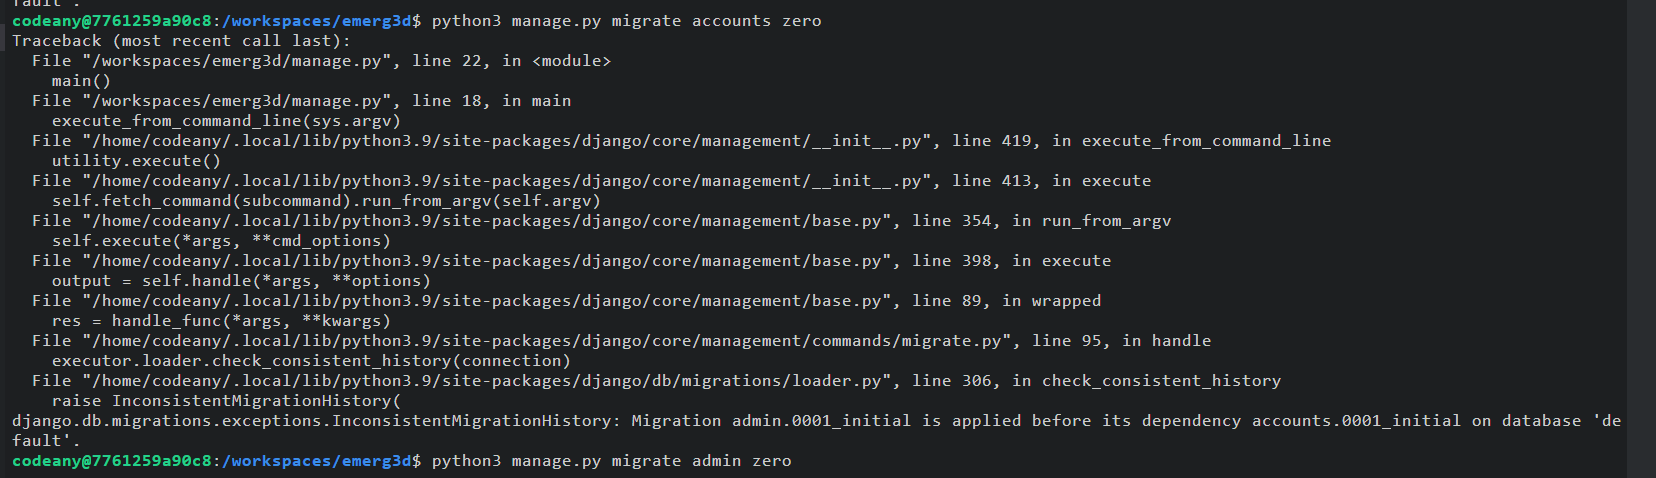 fault'.
codeany@7761259a90c8:/workspaces/emerg3d$ python3 manage.py migrate accounts zero
Traceback (most recent call last):
  File "/workspaces/emerg3d/manage.py", line 22, in <module>
    main()
  File "/workspaces/emerg3d/manage.py", line 18, in main
    execute_from_command_line(sys.argv)
  File "/home/codeany/.local/lib/python3.9/site-packages/django/core/management/__init__.py", line 419, in execute_from_command_line
    utility.execute()
  File "/home/codeany/.local/lib/python3.9/site-packages/django/core/management/__init__.py", line 413, in execute
    self.fetch_command(subcommand).run_from_argv(self.argv)
  File "/home/codeany/.local/lib/python3.9/site-packages/django/core/management/base.py", line 354, in run_from_argv
    self.execute(*args, **cmd_options)
  File "/home/codeany/.local/lib/python3.9/site-packages/django/core/management/base.py", line 398, in execute
    output = self.handle(*args, **options)
  File "/home/codeany/.local/lib/python3.9/site-packages/django/core/management/base.py", line 89, in wrapped
    res = handle_func(*args, **kwargs)
  File "/home/codeany/.local/lib/python3.9/site-packages/django/core/management/commands/migrate.py", line 95, in handle
    executor.loader.check_consistent_history(connection)
  File "/home/codeany/.local/lib/python3.9/site-packages/django/db/migrations/loader.py", line 306, in check_consistent_history
    raise InconsistentMigrationHistory(
django.db.migrations.exceptions.InconsistentMigrationHistory: Migration admin.0001_initial is applied before its dependency accounts.0001_initial on database 'de
fault'.
codeany@7761259a90c8:/workspaces/emerg3d$ python3 manage.py migrate admin zero